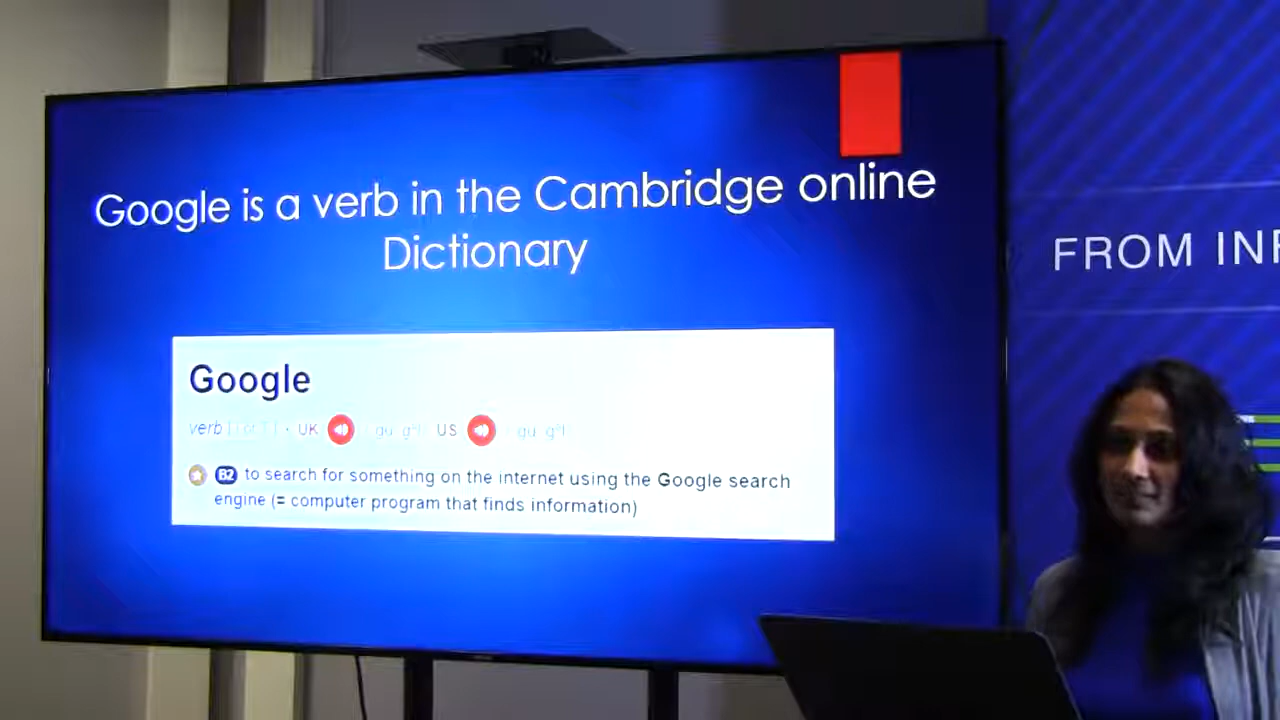 Google is a verb in the Cambridge online
Dictionary
FROM INF
Google
verb UK US
B2 to search for something on the internet using the Google search
engine (= computer program that finds information)